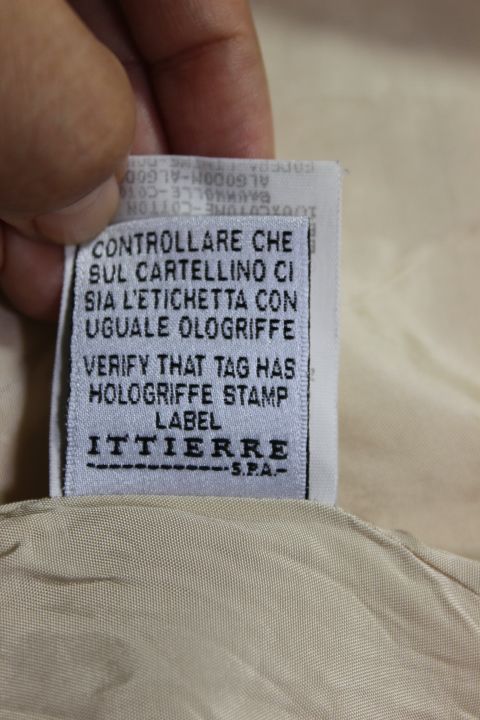 CONTROLLARE CHE
SUL CARTELLINO CI
SIA L'ETICHETTA CON
UGUALE OLOGRIFFE
VERIFY THAT TAG HAS
HOLOGRIFFE STAMP
LABEL
ITTIERRE
S.P.A.